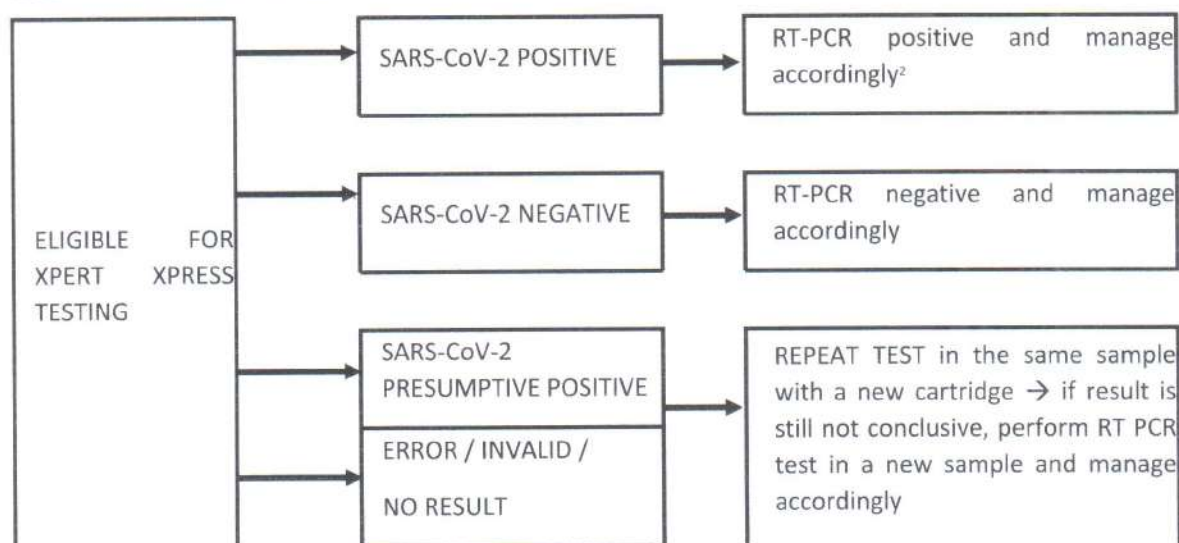 ELIGIBLE FOR
XPERT XPRESS
TESTING
SARS-CoV-2 POSITIVE
RT-PCR positive and manage
accordingly²
SARS-CoV-2 NEGATIVE
RT-PCR negative and manage
accordingly
SARS-CoV-2
PRESUMPTIVE POSITIVE
ERROR / INVALID /
NO RESULT
REPEAT TEST in the same sample
with a new cartridge → if result is
still not conclusive, perform RT PCR
test in a new sample and manage
accordingly